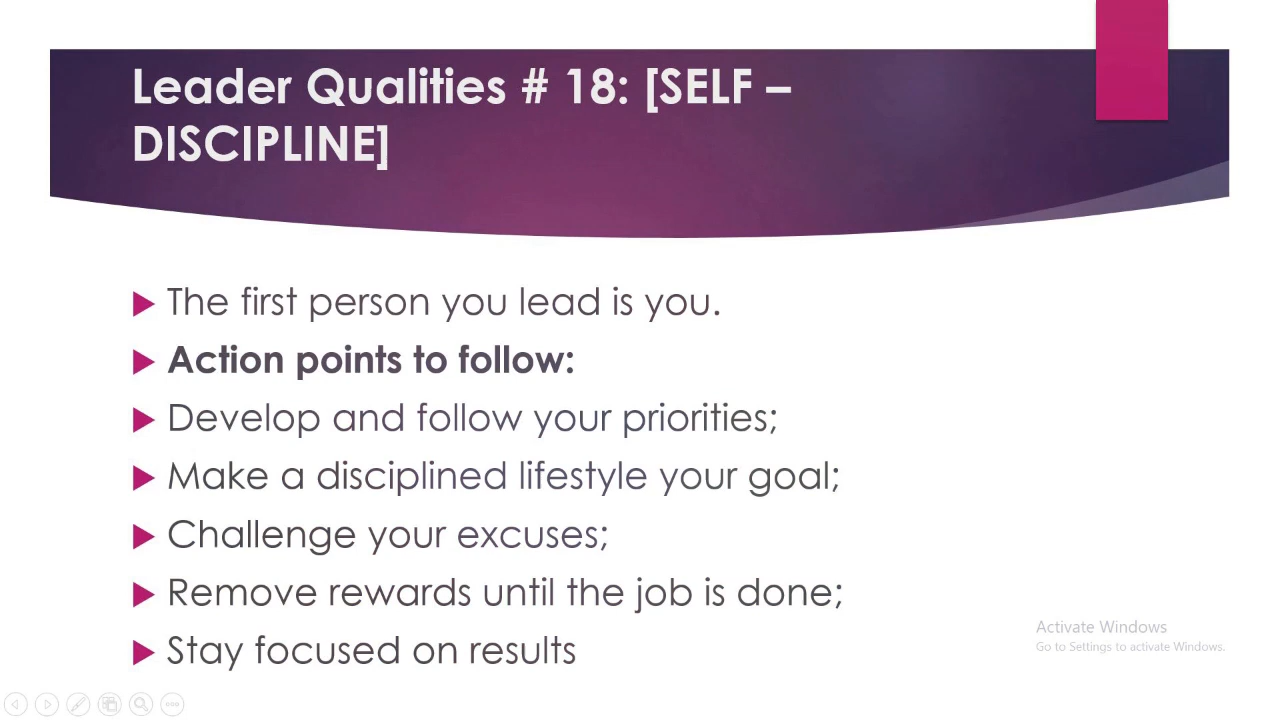 Leader Qualities # 18: [SELF –
DISCIPLINE]
The first person you lead is you.
Action points to follow:
Develop and follow your priorities;
Make a disciplined lifestyle your goal;
Challenge your excuses;
Remove rewards until the job is done;
Stay focused on results
Activate Windows
Go to Settings to activate Windows.